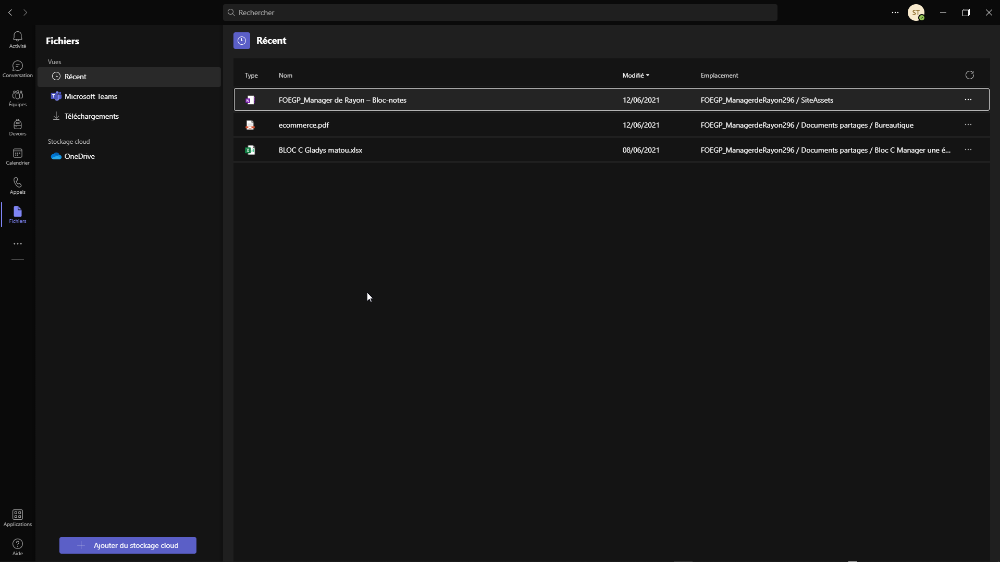 Rechercher
ST
Activité
Conversation
Équipes
Devoirs
Calendrier
Appels
Fichiers
Applications
Aide
Fichiers
Vues
Récent
Microsoft Teams
Téléchargements
Stockage cloud
OneDrive
Ajouter du stockage cloud
Récent
Type Nom Modifié Emplacement
FOEGP_Manager de Rayon – Bloc-notes 12/06/2021 FOEGP_ManagerdeRayon296 / SiteAssets
ecommerce.pdf 12/06/2021 FOEGP_ManagerdeRayon296 / Documents partages / Bureautique
BLOC C Gladys matou.xlsx 08/06/2021 FOEGP_ManagerdeRayon296 / Documents partages / Bloc C Manager une é...